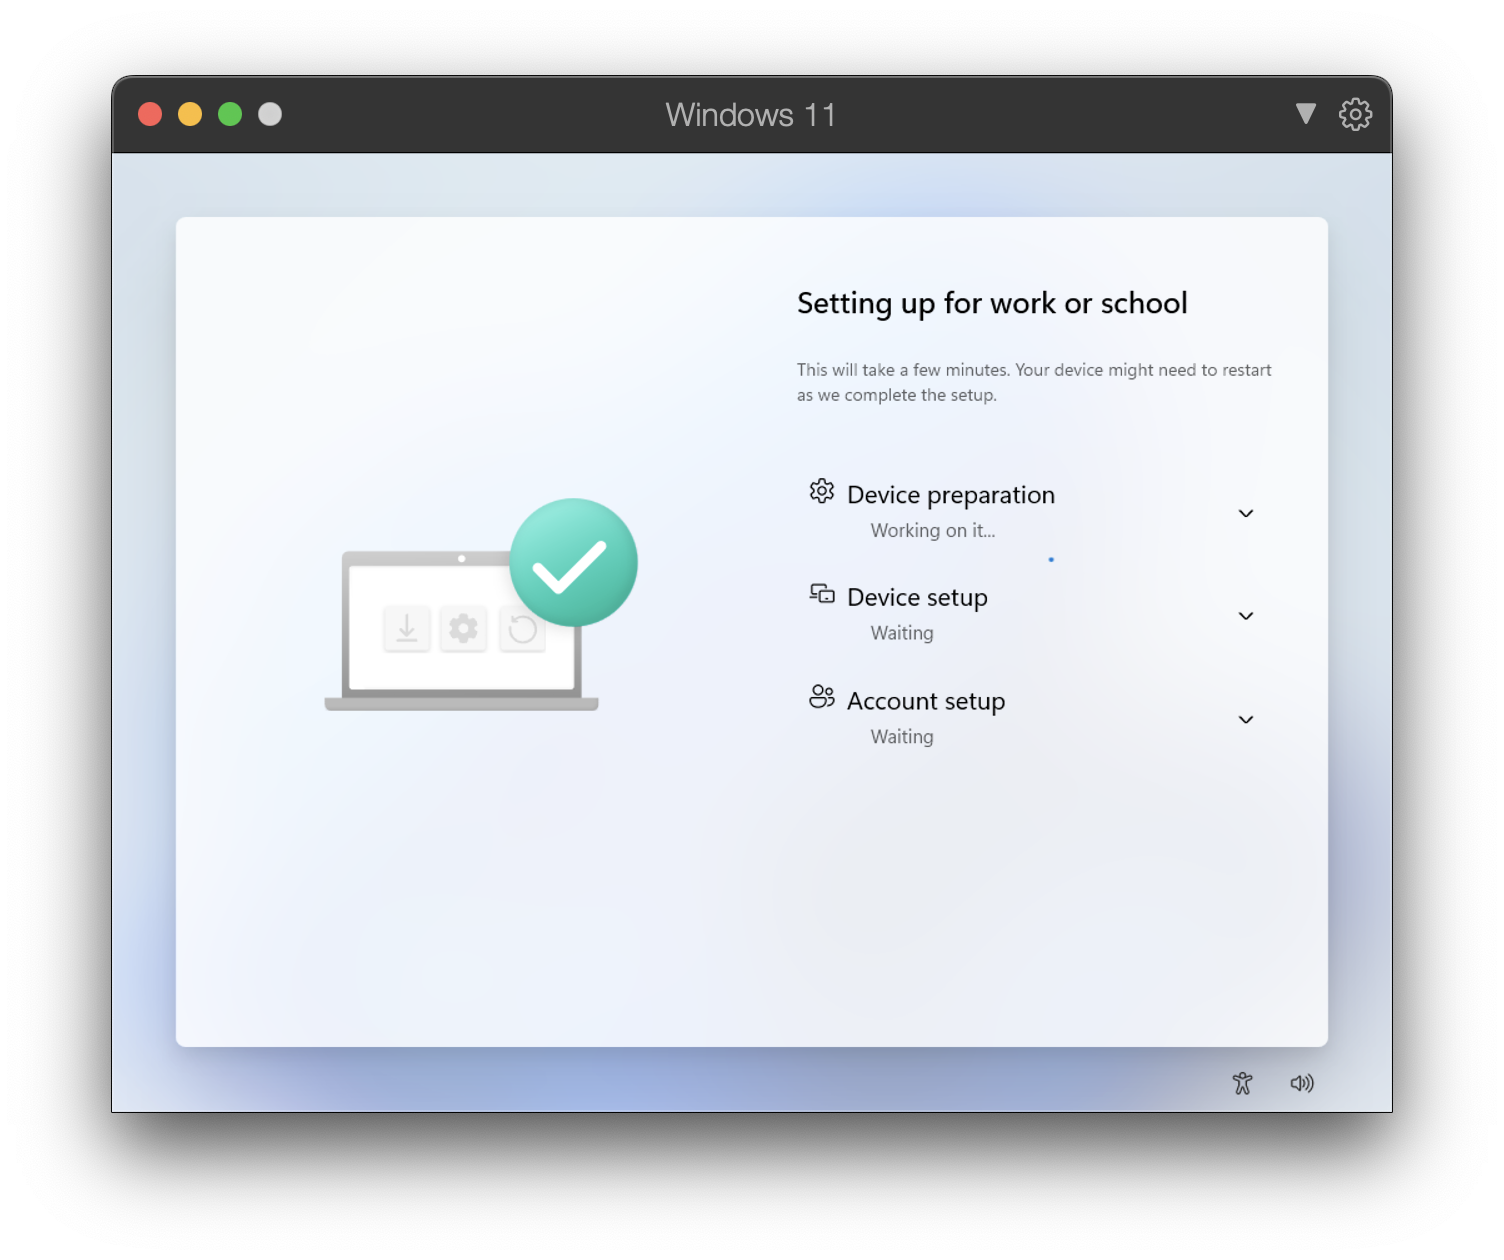 Windows 11
Setting up for work or school
This will take a few minutes. Your device might need to restart
as we complete the setup.
Device preparation
Working on it...
Device setup
Waiting
Account setup
Waiting